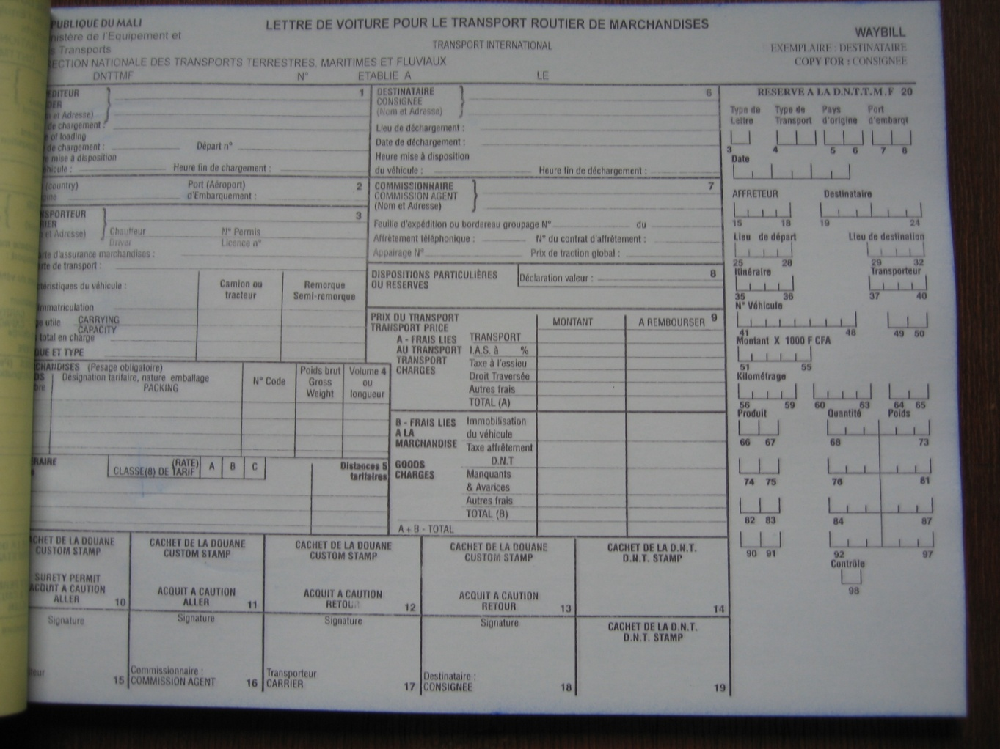 PUBLIQUE DU MALI
nistére de l'Equipement et
s Transports
ECTION NATIONALE DES TRANSPORTS TERRESTRES, MARITIMES ET FLUVIAUX
DNTTMF N° ETABLIE A LE
LETTRE DE VOITURE POUR LE TRANSPORT ROUTIER DE MARCHANDISES
TRANSPORT INTERNATIONAL
WAYBILL
EXEMPLAIRE : DESTINATAIRE
COPY FOR : CONSIGNEE
EDITEUR 1
DER
et Adresse)
de chargement :
e of loading
de chargement : Départ n°
e mise à disposition
hicule : Heure fin de chargement :
(country) Port (Aéroport) 2
ine d'Embarquement :
NSPORTEUR 3
RIER
et Adresse) Chauffeur N° Permis
Driver Licence n°
rte d'assurance marchandises :
rte de transport :
téristiques du véhicule : Camion ou tracteur Remorque Semi-remorque
mmatriculation
e utile CARRYING CAPACITY
total en charge
QUE ET TYPE
CHANDISES (Pesage obligatoire)
DS Désignation tarifaire, nature emballage N° Code Poids brut Volume 4
bre PACKING Gross ou
Weight longueur
ERAIRE (RATE) A B C Distances 5
CLASSE(8) DE TARIF tarifaires
DESTINATAIRE 6
CONSIGNEE
(Nom et Adresse)
Lieu de déchargement :
Date de déchargement :
Heure mise à disposition
du véhicule : Heure fin de déchargement :
COMMISSIONNAIRE 7
COMMISSION AGENT
(Nom et Adresse)
Feuille d'expédition ou bordereau groupage N° du
Affrètement téléphonique : N° du contrat d'affrètement :
Appairage N° Prix de traction global :
DISPOSITIONS PARTICULIÈRES 8
OU RESERVES Déclaration valeur :
PRIX DU TRANSPORT MONTANT A REMBOURSER 9
TRANSPORT PRICE
A - FRAIS LIES TRANSPORT
AU TRANSPORT I.A.S. à %
TRANSPORT Taxe à l'essieu
CHARGES Droit Traversée
Autres frais
TOTAL (A)
B - FRAIS LIES Immobilisation
A LA du véhicule
MARCHANDISE Taxe affrêtement
D.N.T
GOODS Manquants
CHARGES & Avarices
Autres frais
TOTAL (B)
A + B - TOTAL
RESERVE A LA D.N.T.T.M.F 20
Type de Type de Pays Port
Lettre Transport d'origine d'embarqt
3 4 5 6 7 8
Date
AFFRETEUR Destinataire
15 18 19 24
Lieu de départ Lieu de destination
25 28 29 32
Itinéraire Transporteur
35 36 37 40
N° Véhicule
41 48 49 50
Montant X 1000 F CFA
51 55
Kilométrage
56 59 60 63 64 65
Produit Quantité Poids
66 67 68 73
74 75 76 81
82 83 84 87
90 91 92 97
Contrôle
98
CACHET DE LA DOUANE CACHET DE LA DOUANE CACHET DE LA DOUANE CACHET DE LA DOUANE CACHET DE LA D.N.T.
CUSTOM STAMP CUSTOM STAMP CUSTOM STAMP CUSTOM STAMP D.N.T. STAMP
SURETY PERMIT
ACQUIT A CAUTION ACQUIT A CAUTION ACQUIT A CAUTION ACQUIT A CAUTION
ALLER 10 ALLER 11 RETOUR 12 RETOUR 13 14
Signature Signature Signature Signature CACHET DE LA D.N.T.
D.N.T. STAMP
teur 15 Commissionnaire : Transporteur Destinataire :
COMMISSION AGENT 16 CARRIER 17 CONSIGNEE 18 19